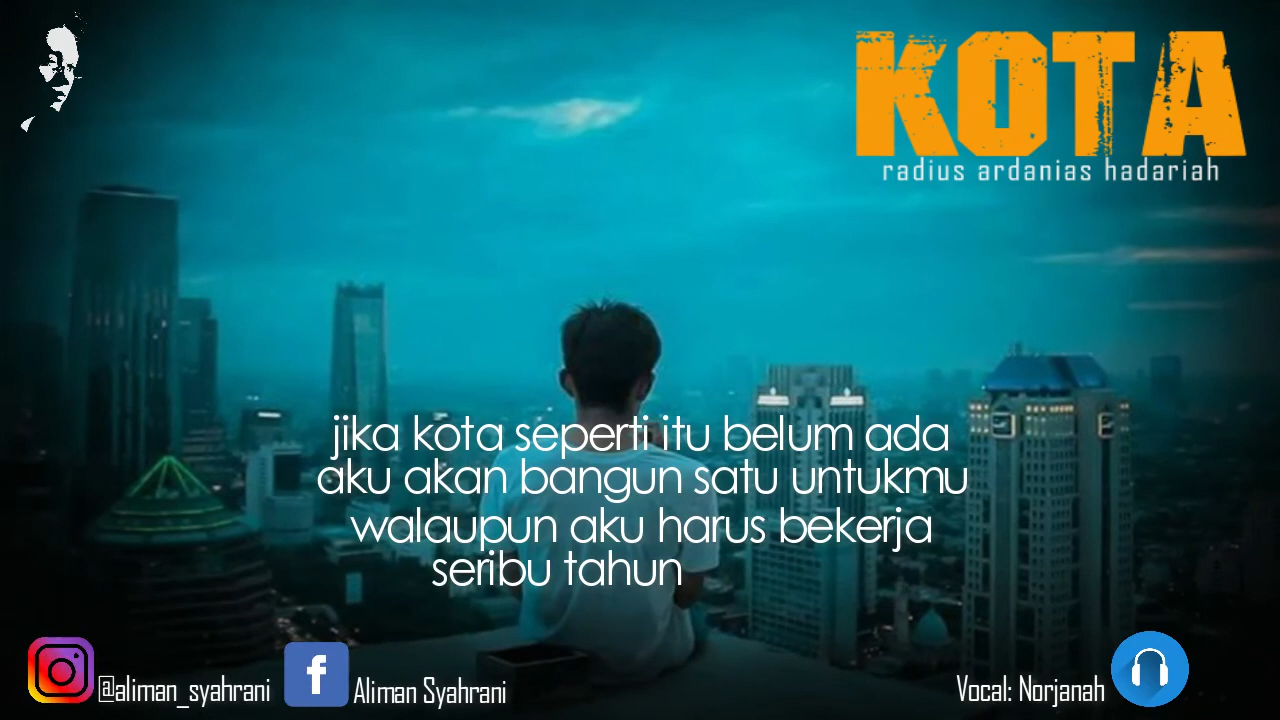 KOTA
radius ardanias hadariah
jika kota seperti itu belum ada
aku akan bangun satu untukmu
walaupun aku harus bekerja
seribu tahun
@aliman_syahrani
Aliman Syahrani
Vocal: Norjanah